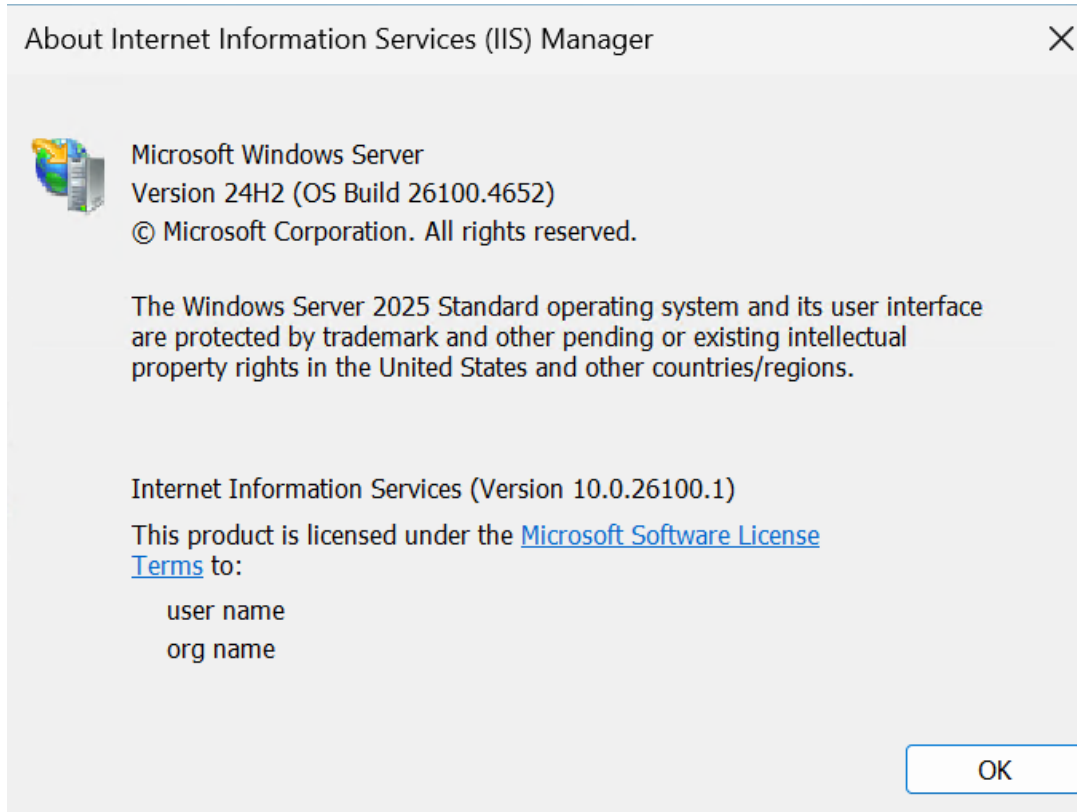 About Internet Information Services (IIS) Manager
Microsoft Windows Server
Version 24H2 (OS Build 26100.4652)
© Microsoft Corporation. All rights reserved.
The Windows Server 2025 Standard operating system and its user interface
are protected by trademark and other pending or existing intellectual
property rights in the United States and other countries/regions.
Internet Information Services (Version 10.0.26100.1)
This product is licensed under the Microsoft Software License
Terms to:
user name
org name
OK